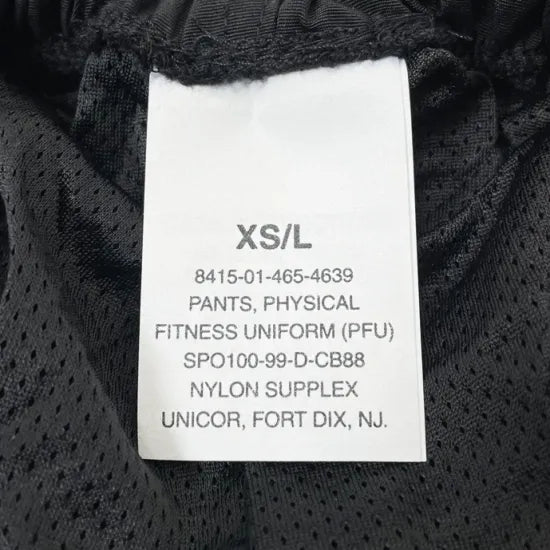 XS/L
8415-01-465-4639
PANTS, PHYSICAL
FITNESS UNIFORM (PFU)
SPO100-99-D-CB88
NYLON SUPPLEX
UNICOR, FORT DIX, NJ.